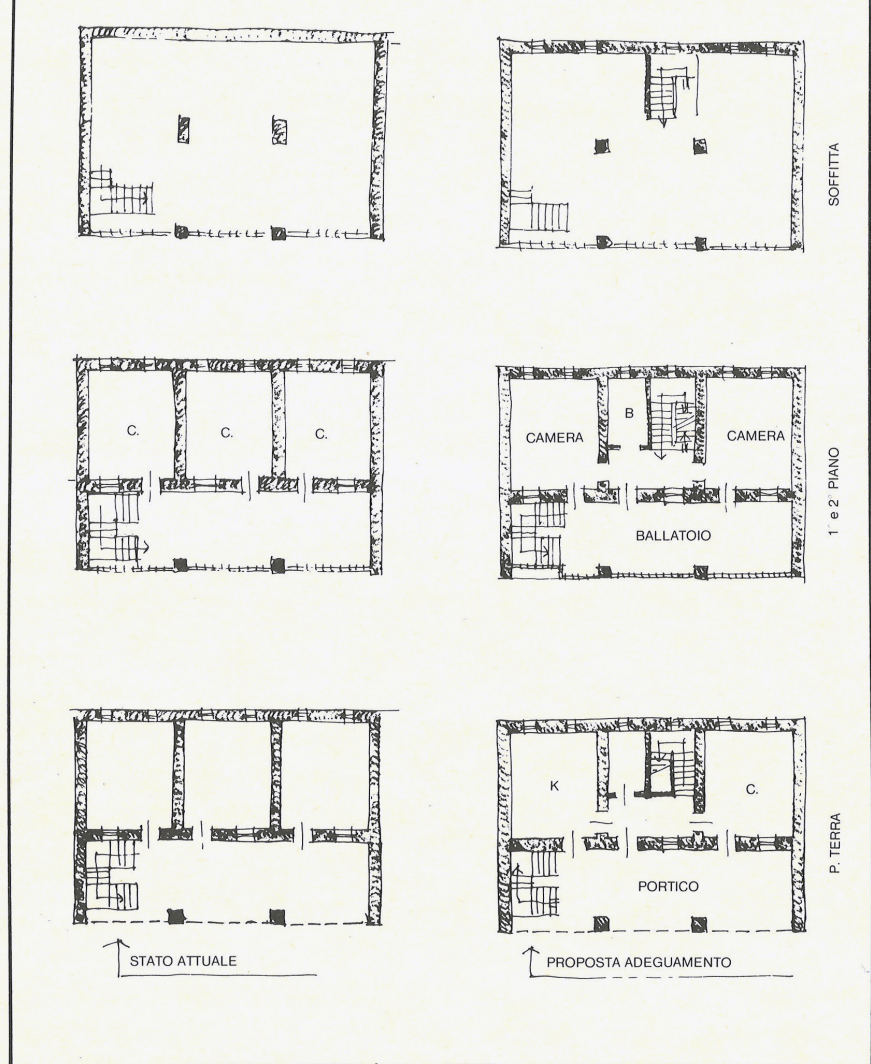 SOFFITTA
C.
C.
C.
CAMERA
B
CAMERA
BALLATOIO
1° e 2° PIANO
K
C.
PORTICO
P. TERRA
STATO ATTUALE
PROPOSTA ADEGUAMENTO